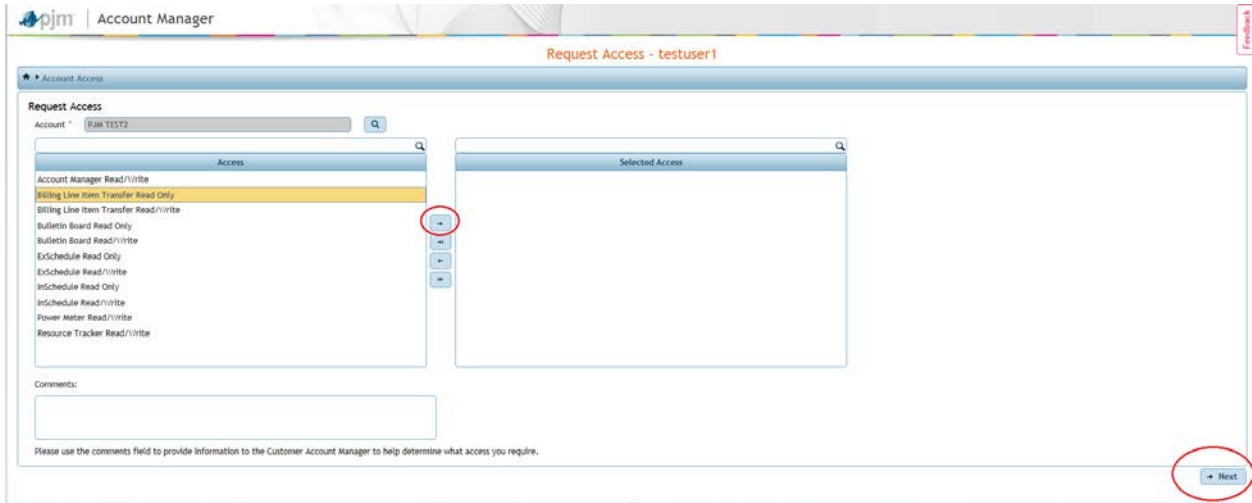 pjm Account Manager
Feedback
Request Access - testuser1
Account Access
Request Access
Account * PJM TEST2
Access Selected Access
Account Manager Read/Write
Billing Line Item Transfer Read Only
Billing Line Item Transfer Read/Write
Bulletin Board Read Only
Bulletin Board Read/Write
ExSchedule Read Only
ExSchedule Read/Write
InSchedule Read Only
InSchedule Read/Write
Power Meter Read/Write
Resource Tracker Read/Write
Comments:
Please use the comments field to provide information to the Customer Account Manager to help determine what access you require.
Next